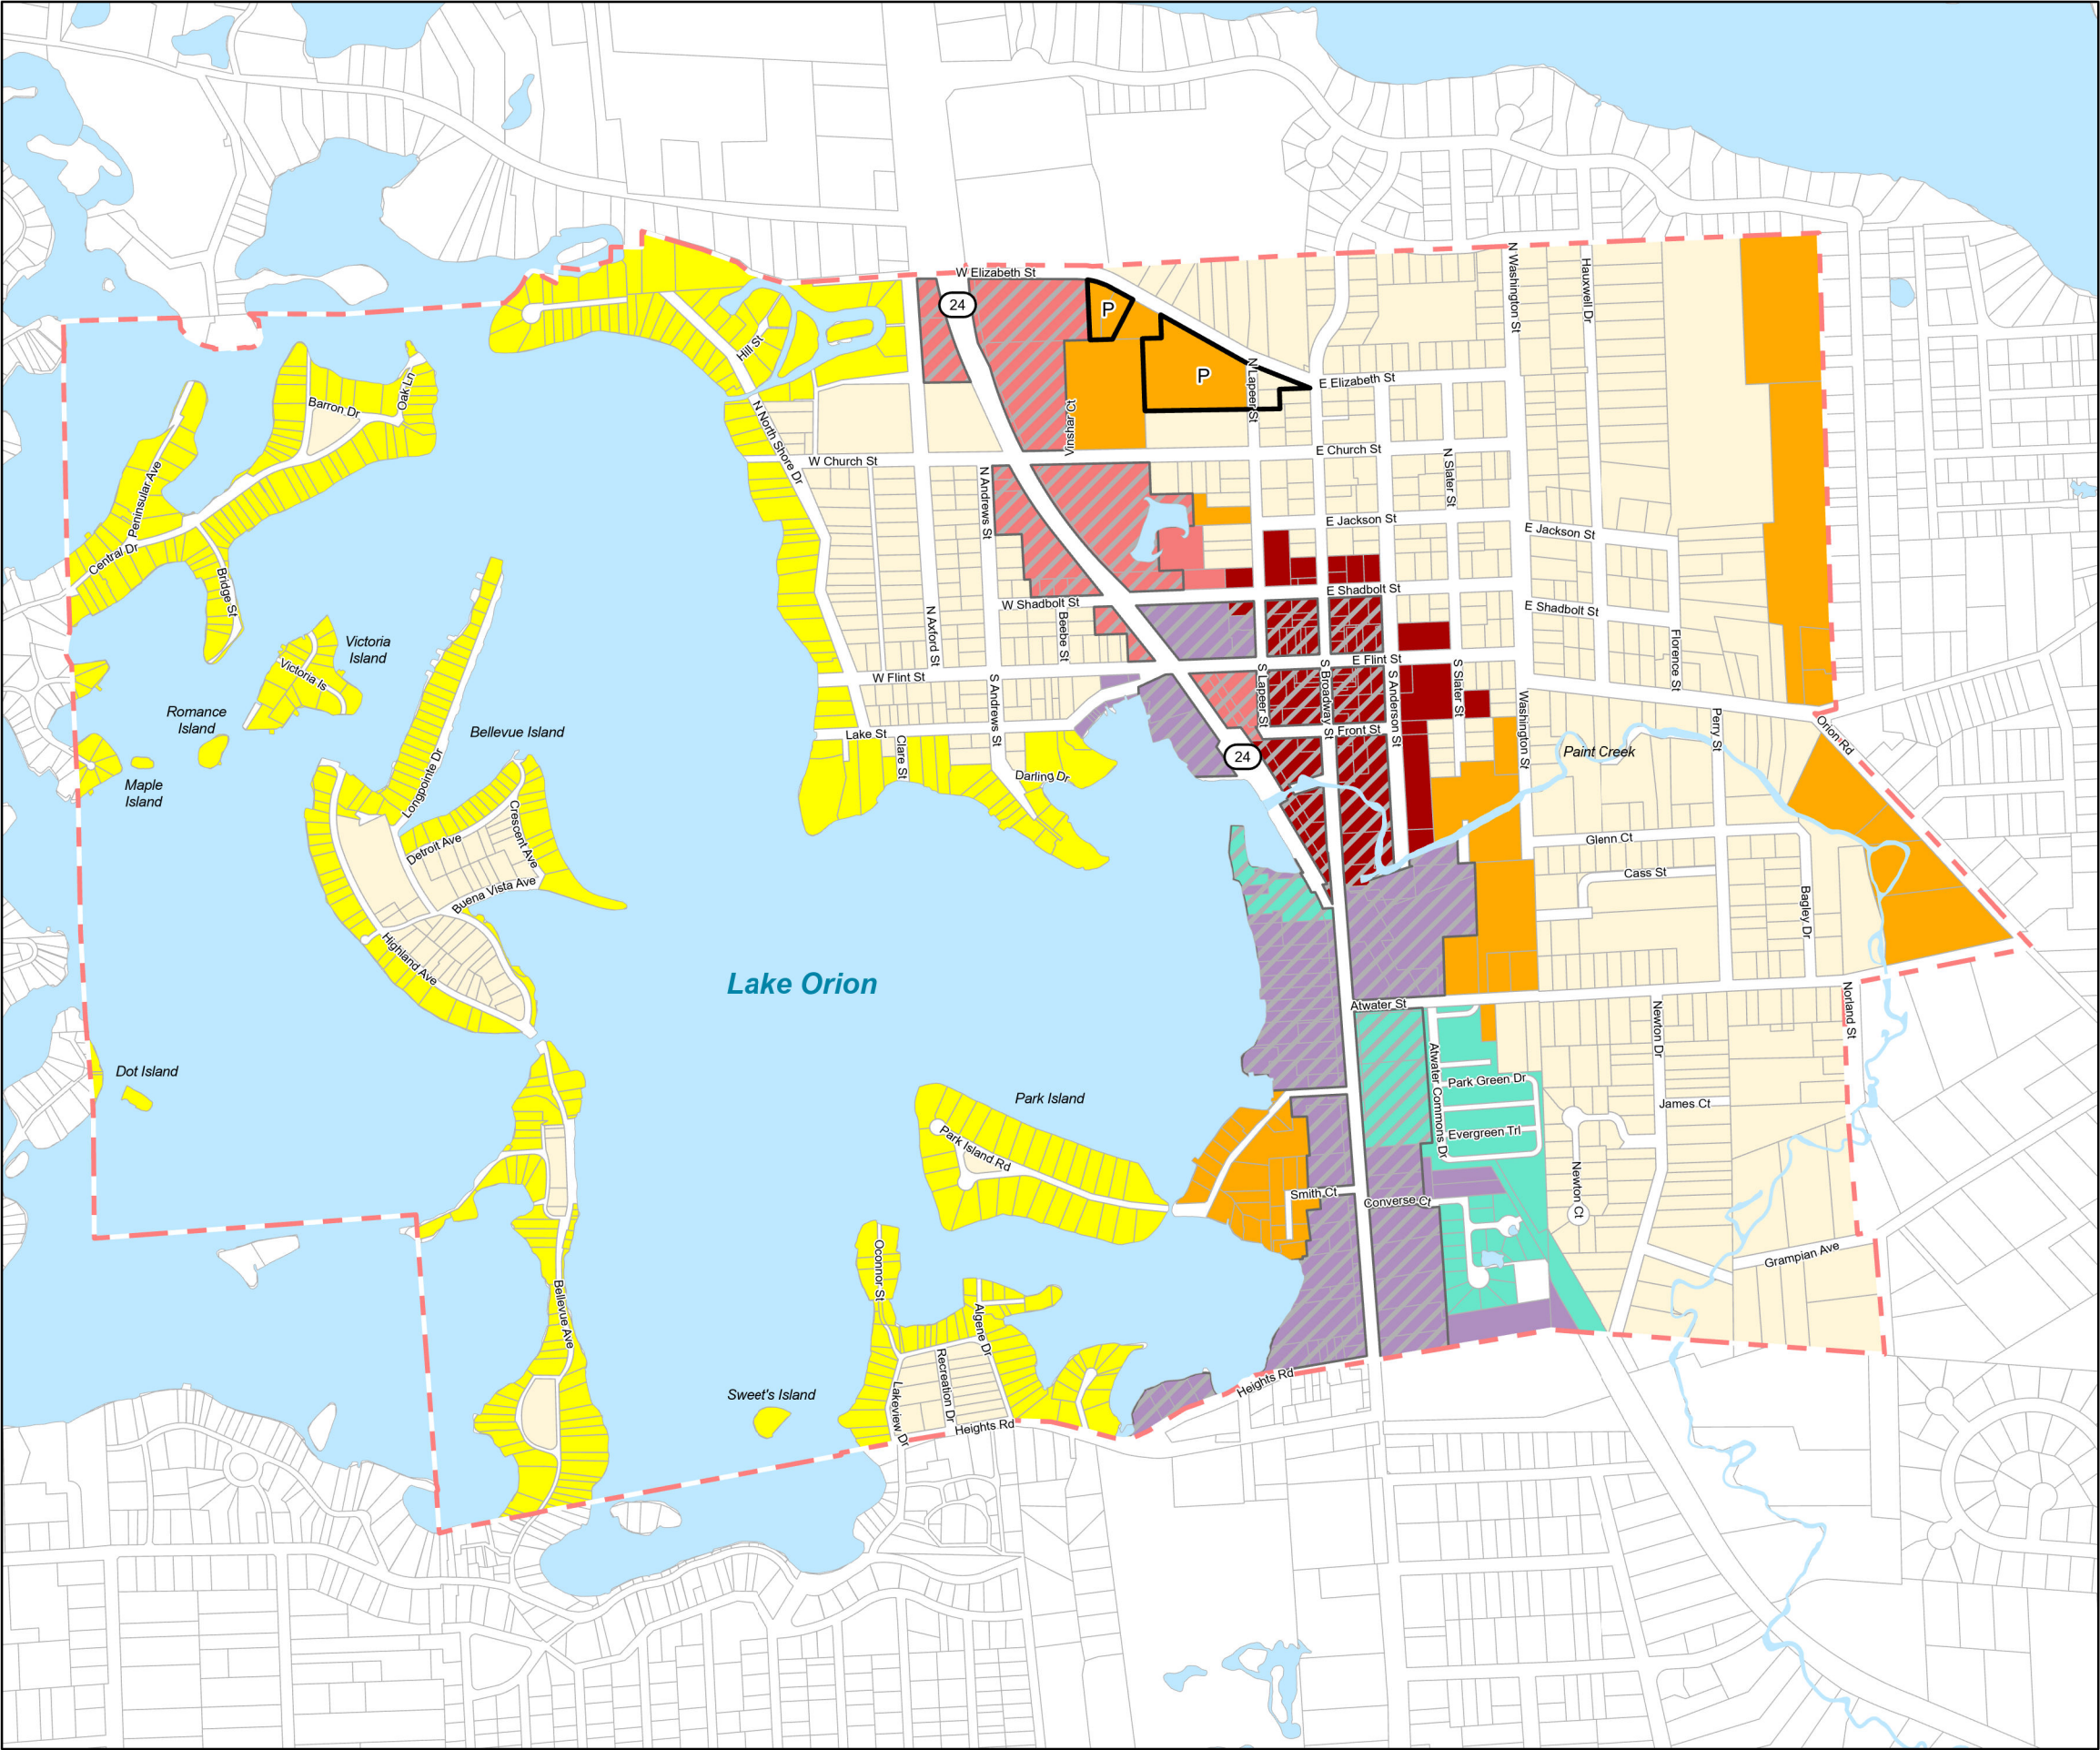 W Elizabeth St
24
P
P
N Washington St
Hauxwell Dr
Hill St
N Lapeer St
E Elizabeth St
Barron Dr
Oak Ln
Vinshar Ct
N North Shore Dr
W Church St
E Church St
N Slater St
N Andrews St
Peninsular Ave
E Jackson St
E Jackson St
Central Dr
Bridge St
W Shadbolt St
E Shadbolt St
E Shadbolt St
N Axford St
Beebe St
Victoria
Island
Victoria Is
Florence St
W Flint St
E Flint St
S Lapeer St
S Broadway St
S Anderson St
S Slater St
Washington St
Romance
Island
Bellevue Island
S Andrews St
Lake St
Clare St
Front St
Perry St
Orion Rd
24
Paint Creek
Maple
Island
Longpointe Dr
Darling Dr
Crescent Ave
Detroit Ave
Glenn Ct
Cass St
Buena Vista Ave
Bagley Dr
Highland Ave
Lake Orion
Atwater St
Norland St
Newton Dr
Dot Island
Park Island
Atwater Commons Dr
Park Green Dr
James Ct
Evergreen Trl
Park Island Rd
Smith Ct
Converse Ct
Newton Ct
Oconnor St
Grampian Ave
Bellevue Ave
Algene Dr
Recreation Dr
Lakeview Dr
Sweet's Island
Heights Rd
Heights Rd